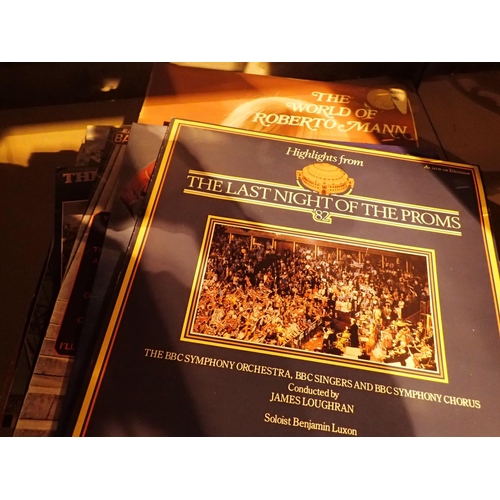 THE
WORLD OF
ROBERTO MANN
Highlights from
THE LAST NIGHT OF THE PROMS
'82
THE BBC SYMPHONY ORCHESTRA, BBC SINGERS AND BBC SYMPHONY CHORUS
Conducted by
JAMES LOUGHRAN
Soloist Benjamin Luxon